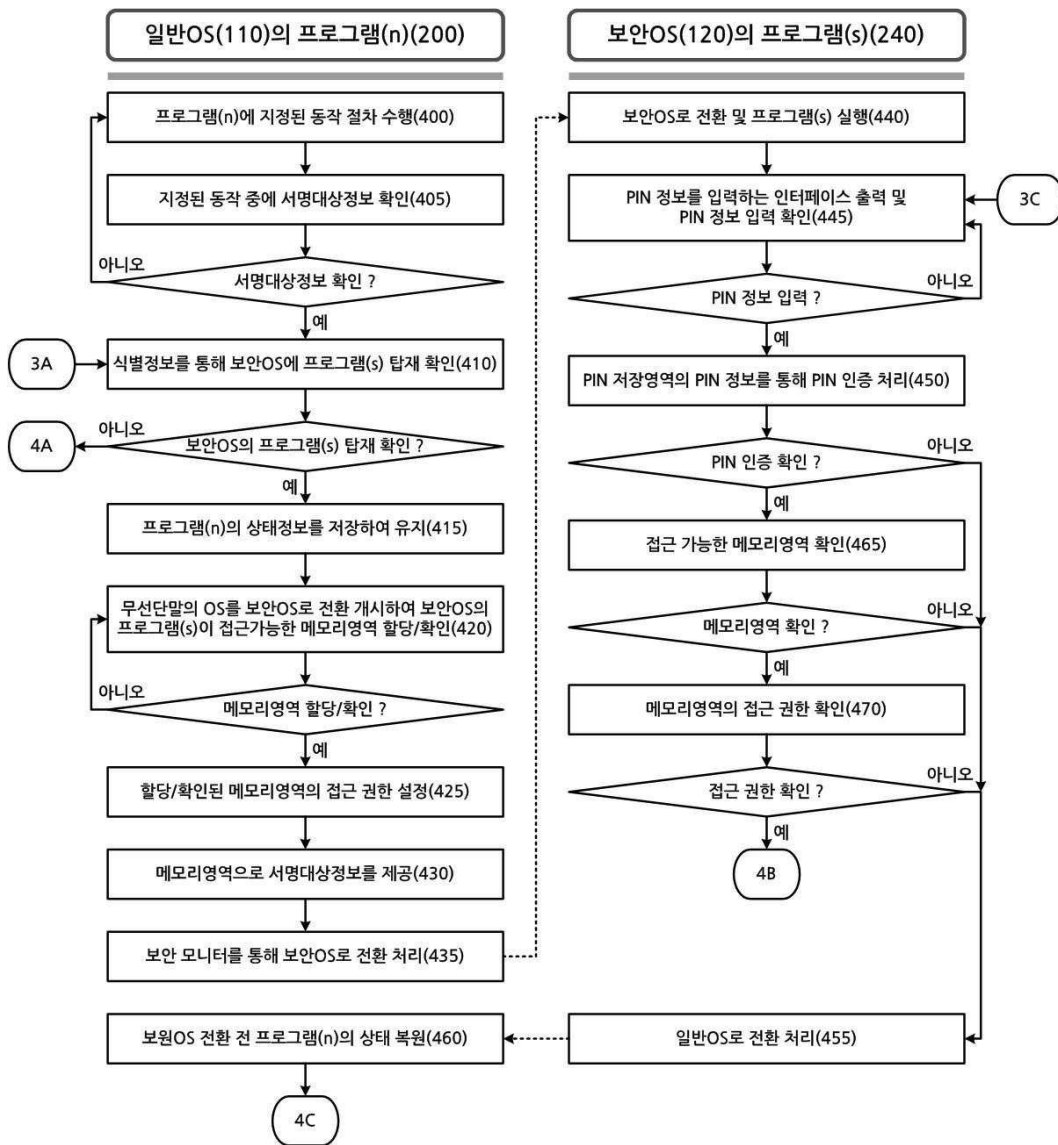 일반OS(110)의 프로그램(n)(200)
프로그램(n)에 지정된 동작 절차 수행(400)
지정된 동작 중에 서명대상정보 확인(405)
아니오
서명대상정보 확인 ?
예
3A
식별정보를 통해 보안OS에 프로그램(s) 탑재 확인(410)
아니오
4A
보안OS의 프로그램(s) 탑재 확인 ?
예
프로그램(n)의 상태정보를 저장하여 유지(415)
무선단말의 OS를 보안OS로 전환 개시하여 보안OS의
프로그램(s)이 접근가능한 메모리영역 할당/확인(420)
아니오
메모리영역 할당/확인 ?
예
할당/확인된 메모리영역의 접근 권한 설정(425)
메모리영역으로 서명대상정보를 제공(430)
보안 모니터를 통해 보안OS로 전환 처리(435)
보원OS 전환 전 프로그램(n)의 상태 복원(460)
4C
보안OS(120)의 프로그램(s)(240)
보안OS로 전환 및 프로그램(s) 실행(440)
PIN 정보를 입력하는 인터페이스 출력 및
PIN 정보 입력 확인(445)
3C
아니오
PIN 정보 입력 ?
예
PIN 저장영역의 PIN 정보를 통해 PIN 인증 처리(450)
아니오
PIN 인증 확인 ?
예
접근 가능한 메모리영역 확인(465)
아니오
메모리영역 확인 ?
예
메모리영역의 접근 권한 확인(470)
아니오
접근 권한 확인 ?
예
4B
일반OS로 전환 처리(455)